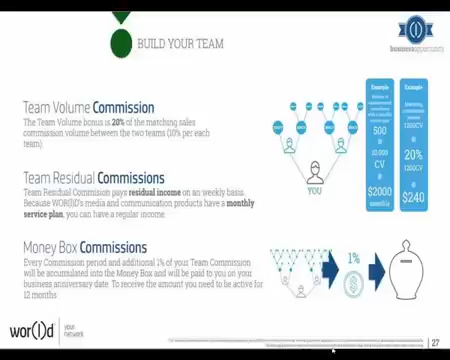 BUILD YOUR TEAM
businessopportunity
Team Volume Commission
The Team Volume bonus is 20% of the matching sales
commission volume between the two teams (10% per each
team).
Team Residual Commissions
Team Residual Commision pays residual income on an weekly basis.
Because WOR(l)D's media and communication products have a monthly
service plan, you can have a regular income.
Money Box Commissions
Every Commission period and additional 1% of your Team Commission
will be accumulated into the Money Box and will be paid to you on your
business anniversary date. To receive the amount you need to be active for
12 months
YOU
Example
500
@
10.000
CV
@
$2000
Example
1200CV
@
20%
1200CV
@
$240
1%
wor(l)d
your
network.
27